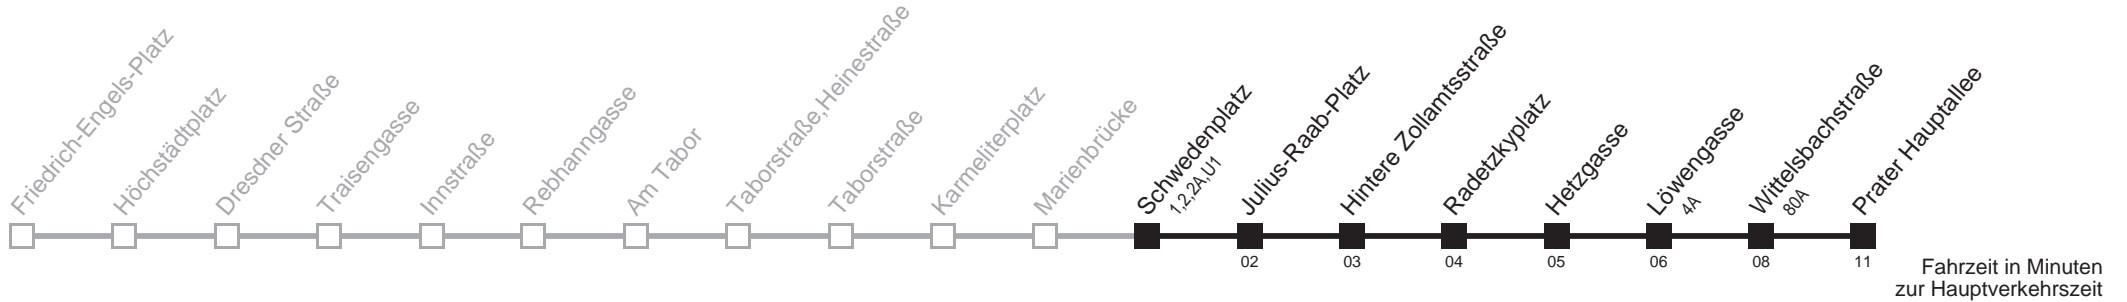 Friedrich-Engels-Platz
Höchstädtplatz
Dresdner Straße
Traisengasse
Innstraße
Rebhanngasse
Am Tabor
Taborstraße,Heinestraße
Taborstraße
Karmeliterplatz
Marienbrücke
Schwedenplatz
1,2,2A,U1
Julius-Raab-Platz
Hintere Zollamtsstraße
Radetzkyplatz
Hetzgasse
Löwengasse
4A
Wittelsbachstraße
80A
Prater Hauptallee
02 03 04 05 06 08 11
Fahrzeit in Minuten
zur Hauptverkehrszeit